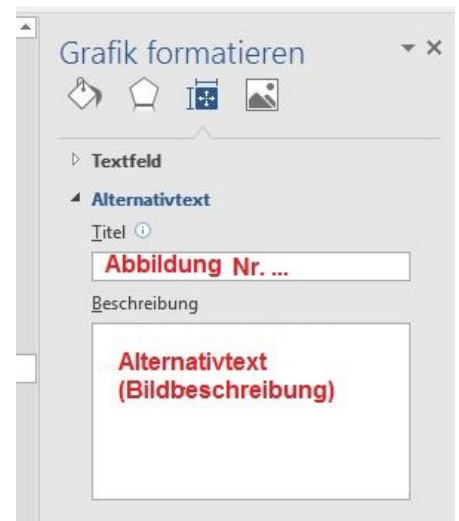 Grafik formatieren
Textfeld
Alternativtext
Titel
Abbildung Nr. ...
Beschreibung
Alternativtext
(Bildbeschreibung)